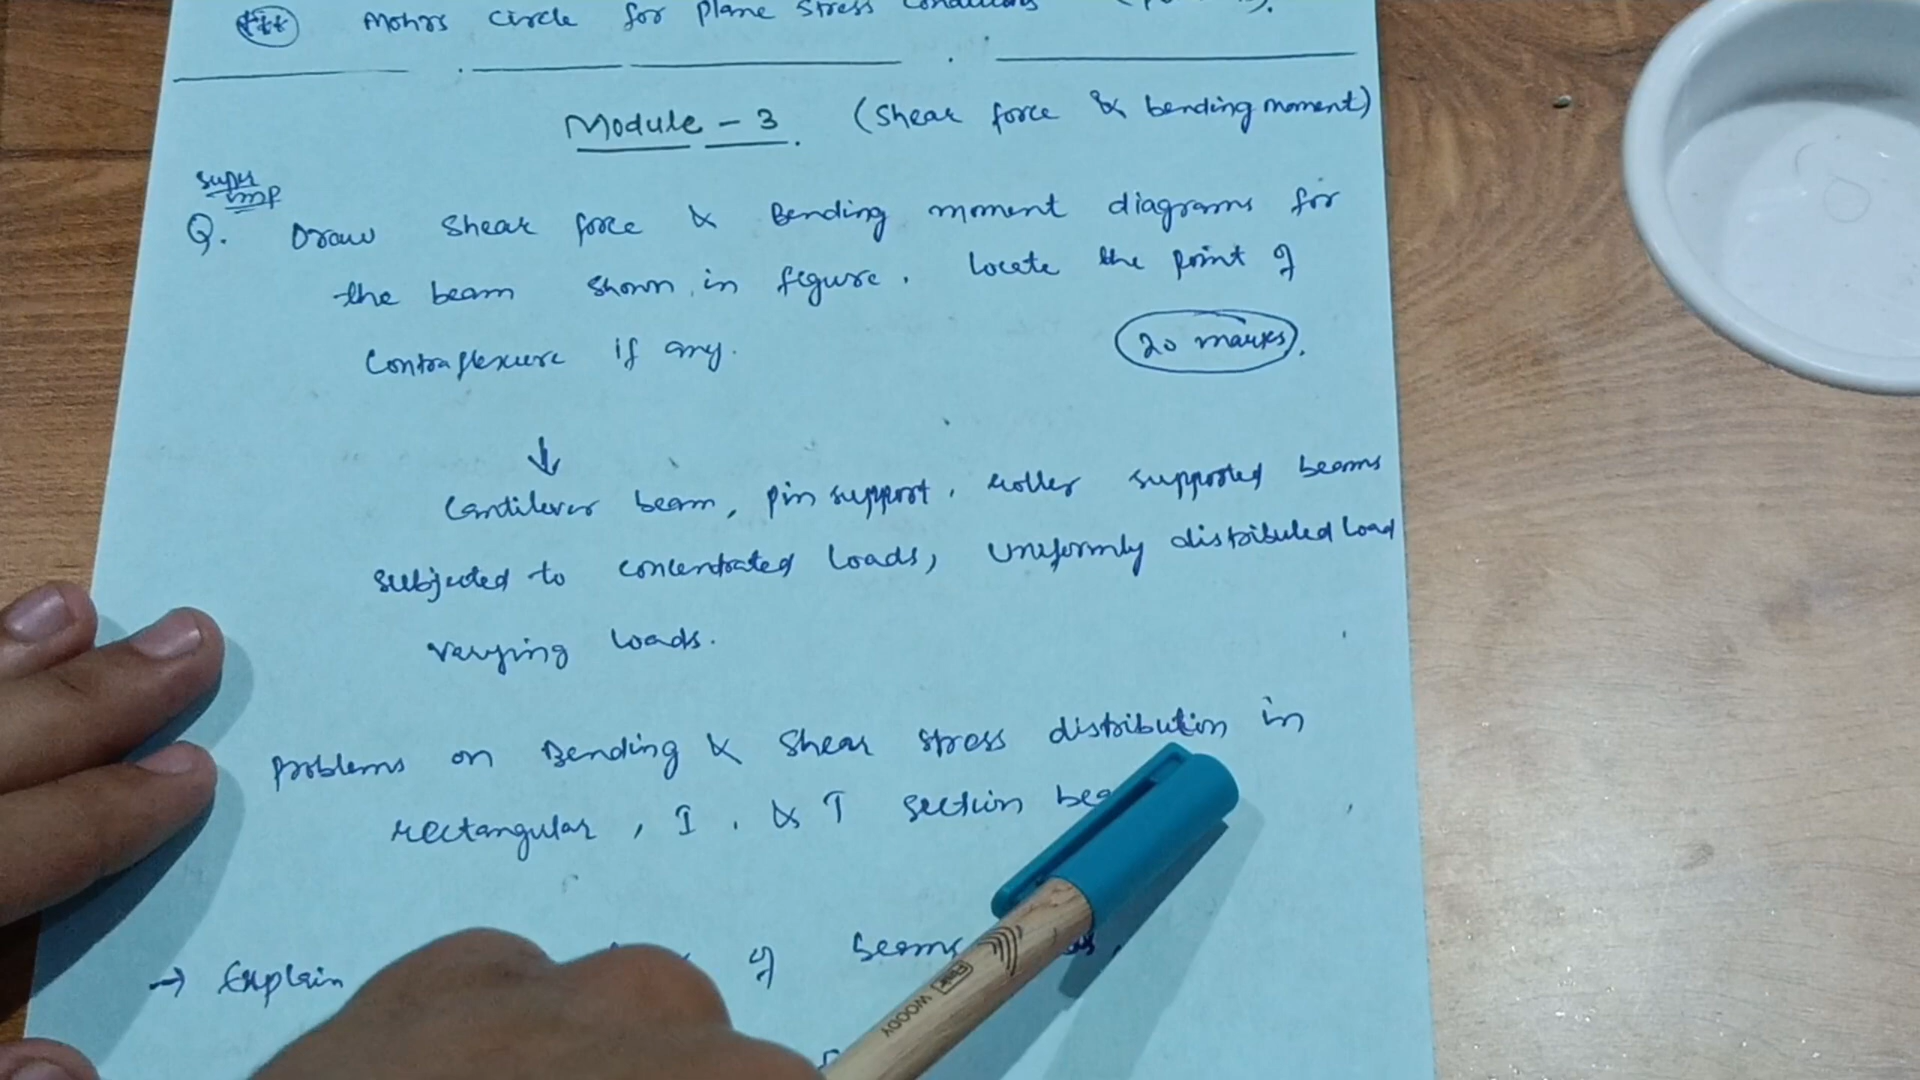 *** Mohrs Circle for Plane Stress Conditions
Module - 3. (Shear force & bending moment)
super imp
Q. Draw Shear force & Bending moment diagrams for
the beam shown in figure. Locate the point of
Contraflexure if any. 20 marks.
↓
Cantilever beam, pin support, roller supported beams
subjected to concentrated loads, uniformly distributed load
varying loads.
problems on Bending & Shear Stress distribution in
rectangular, I, & T section
→ Explain of beams
WOODY